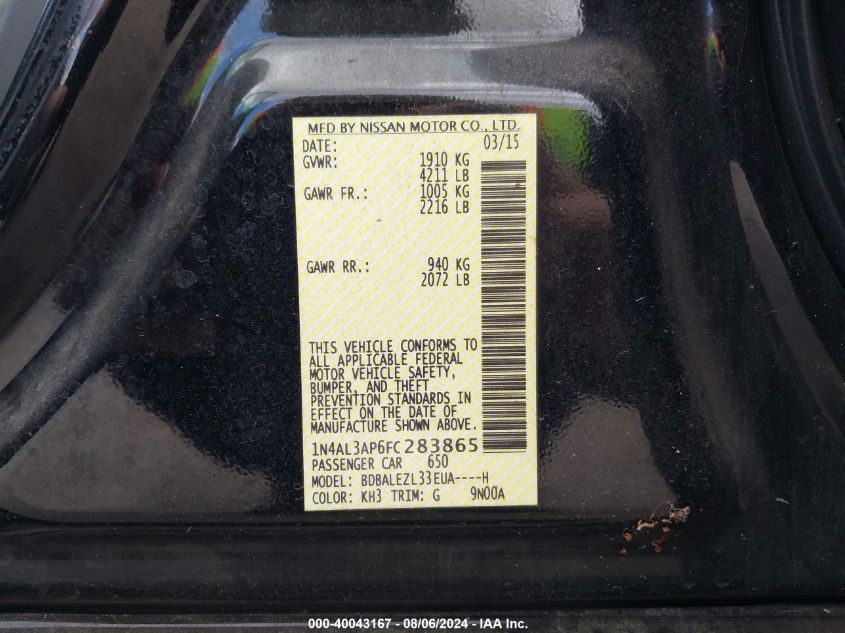 MFD BY NISSAN MOTOR CO., LTD.
DATE: 03/15
GVWR: 1910 KG
4211 LB
GAWR FR.: 1005 KG
2216 LB
GAWR RR.: 940 KG
2072 LB
THIS VEHICLE CONFORMS TO
ALL APPLICABLE FEDERAL
MOTOR VEHICLE SAFETY,
BUMPER, AND THEFT
PREVENTION STANDARDS IN
EFFECT ON THE DATE OF
MANUFACTURE SHOWN ABOVE.
1N4AL3AP6FC283865
PASSENGER CAR 650
MODEL: BDBALEZL33EUA----H
COLOR: KH3 TRIM: G 9N00A
000-40043167 - 08/06/2024 - IAA Inc.